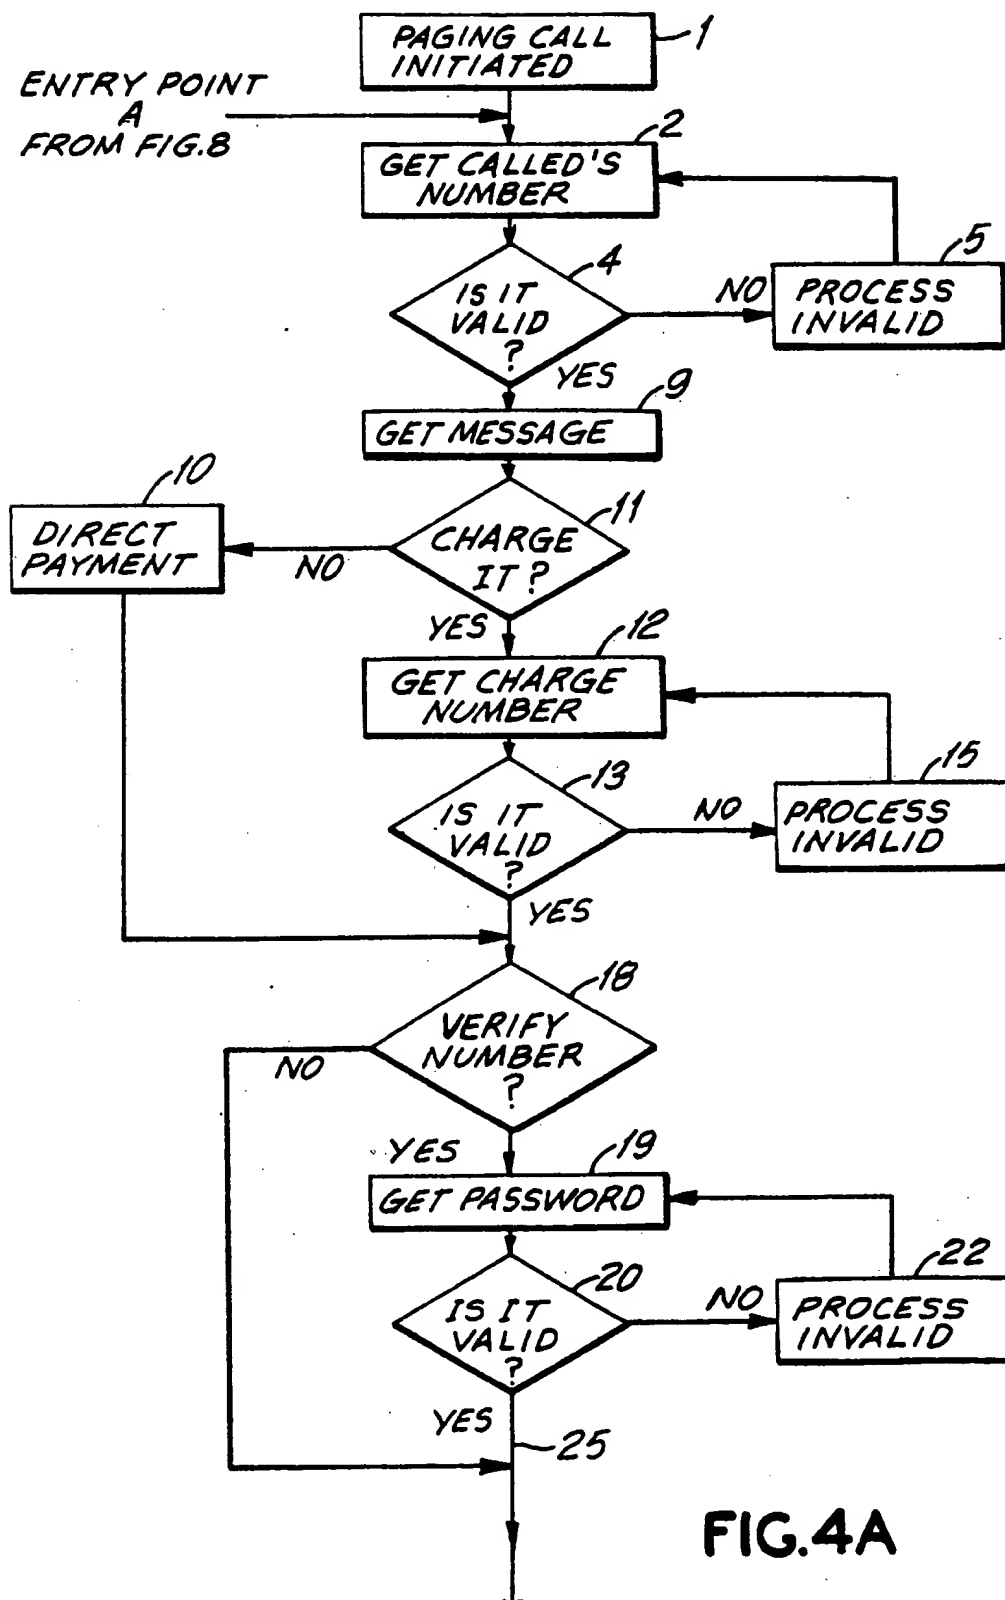 PAGING CALL
INITIATED
1
ENTRY POINT
A
FROM FIG.8
2
GET CALLED'S
NUMBER
4
IS IT
VALID
?
NO
5
PROCESS
INVALID
YES
9
GET MESSAGE
10
DIRECT
PAYMENT
11
CHARGE
IT?
NO
YES
12
GET CHARGE
NUMBER
13
IS IT
VALID
?
NO
15
PROCESS
INVALID
YES
18
VERIFY
NUMBER
?
NO
YES
19
GET PASSWORD
20
IS IT
VALID
?
NO
22
PROCESS
INVALID
YES
25
FIG.4A